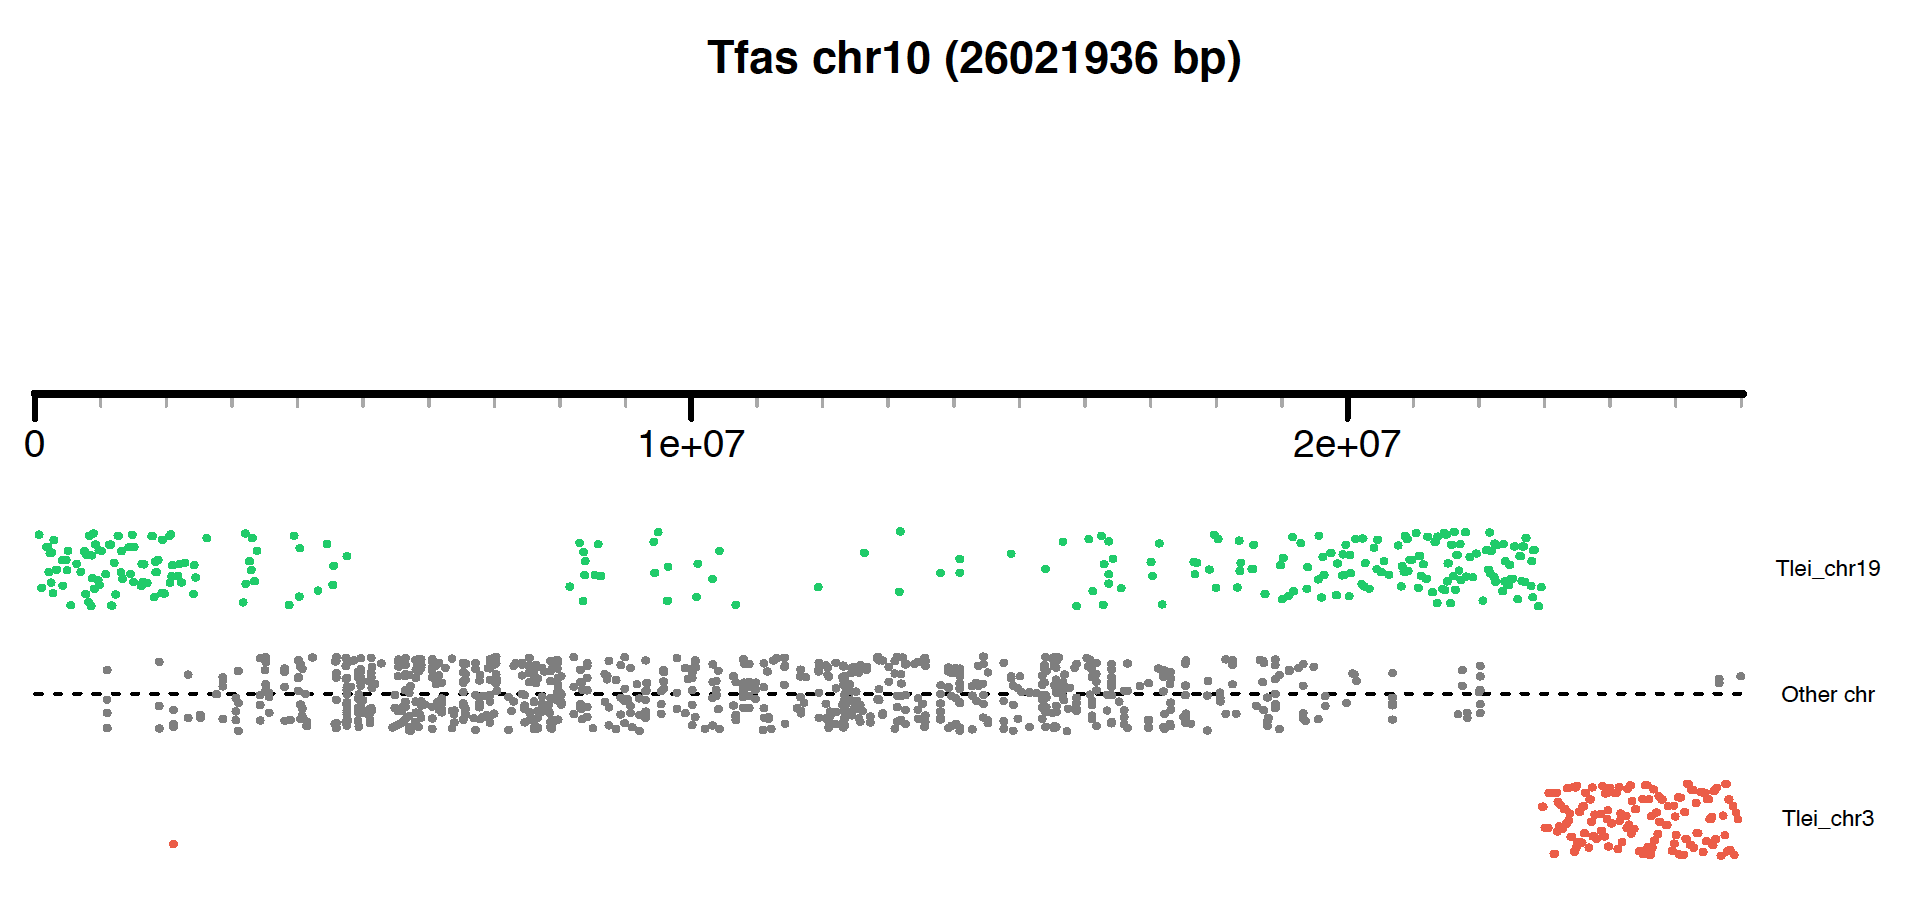 Tfas chr10 (26021936 bp)
0
1e+07
2e+07
Tlei_chr19
Other chr
Tlei_chr3